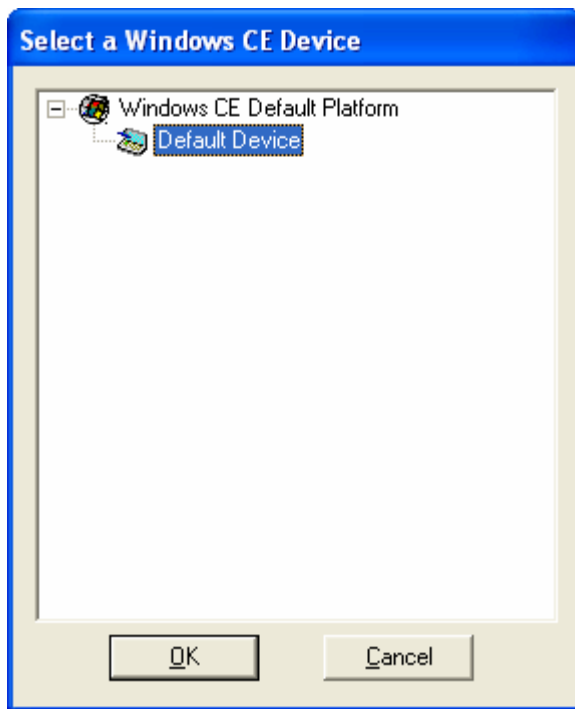 Select a Windows CE Device
Windows CE Default Platform
Default Device
OK
Cancel